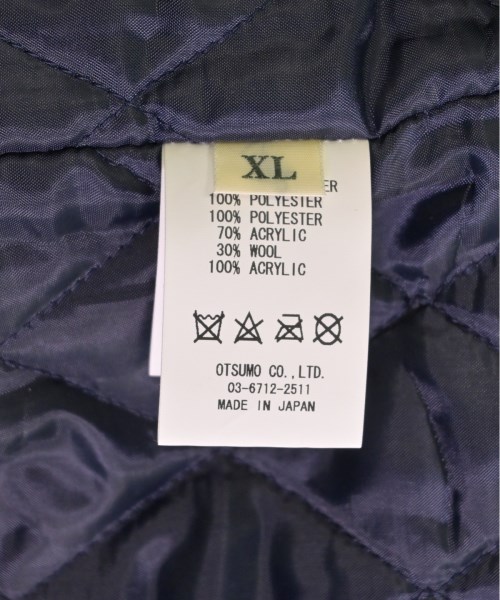 XL
ER
100% POLYESTER
100% POLYESTER
70% ACRYLIC
30% WOOL
100% ACRYLIC
OTSUMO CO.,LTD.
03-6712-2511
MADE IN JAPAN